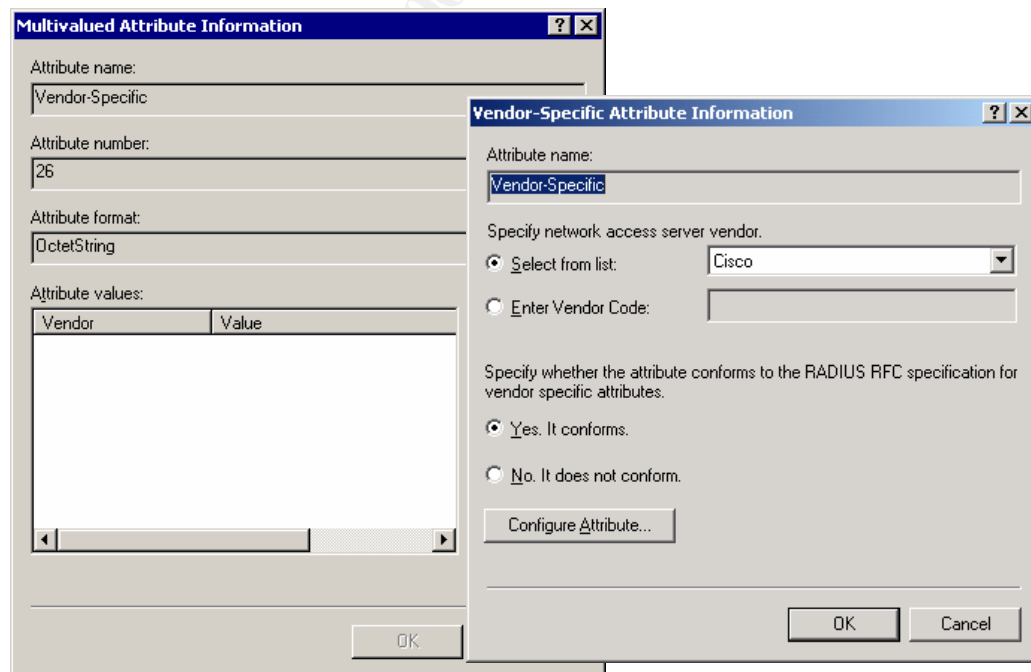 Multivalued Attribute Information
Attribute name:
Vendor-Specific
Attribute number:
26
Attribute format:
OctetString
Attribute values:
Vendor Value
OK
Vendor-Specific Attribute Information
Attribute name:
Vendor-Specific
Specify network access server vendor.
Select from list: Cisco
Enter Vendor Code:
Specify whether the attribute conforms to the RADIUS RFC specification for
vendor specific attributes.
Yes. It conforms.
No. It does not conform.
Configure Attribute...
OK Cancel